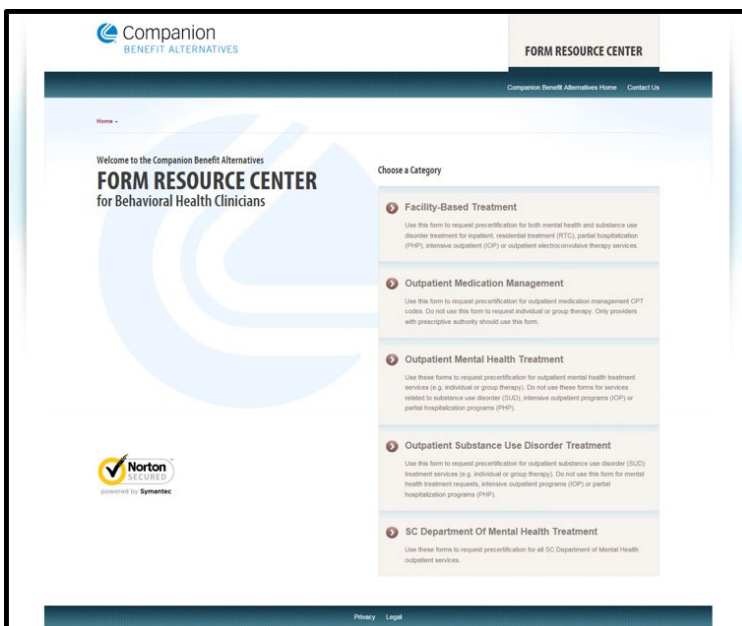 Companion
BENEFIT ALTERNATIVES
FORM RESOURCE CENTER
Companion Benefit Alternatives Home Contact Us
Home
Welcome to the Companion Benefit Alternatives
FORM RESOURCE CENTER
for Behavioral Health Clinicians
Choose a Category
Facility-Based Treatment
Use this form to request precertification for both mental health and substance use
disorder treatment for inpatient, residential treatment (RTC), partial hospitalization
(PHP), intensive outpatient (IOP) or outpatient electroconvulsive therapy services.
Outpatient Medication Management
Use this form to request precertification for outpatient medication management CPT
codes. Do not use this form to request individual or group therapy. Only providers
with prescriptive authority should use this form.
Outpatient Mental Health Treatment
Use these forms to request precertification for outpatient mental health treatment
services (e.g. individual or group therapy). Do not use these forms for services
related to substance use disorder (SUD), intensive outpatient programs (IOP) or
partial hospitalization programs (PHP).
Outpatient Substance Use Disorder Treatment
Use this form to request precertification for outpatient substance use disorder (SUD)
treatment services (e.g. individual or group therapy). Do not use this form for mental
health treatment requests, intensive outpatient programs (IOP) or partial
hospitalization programs (PHP).
SC Department Of Mental Health Treatment
Use these forms to request precertification for all SC Department of Mental Health
outpatient services.
Norton
SECURED
powered by Symantec
Privacy Legal